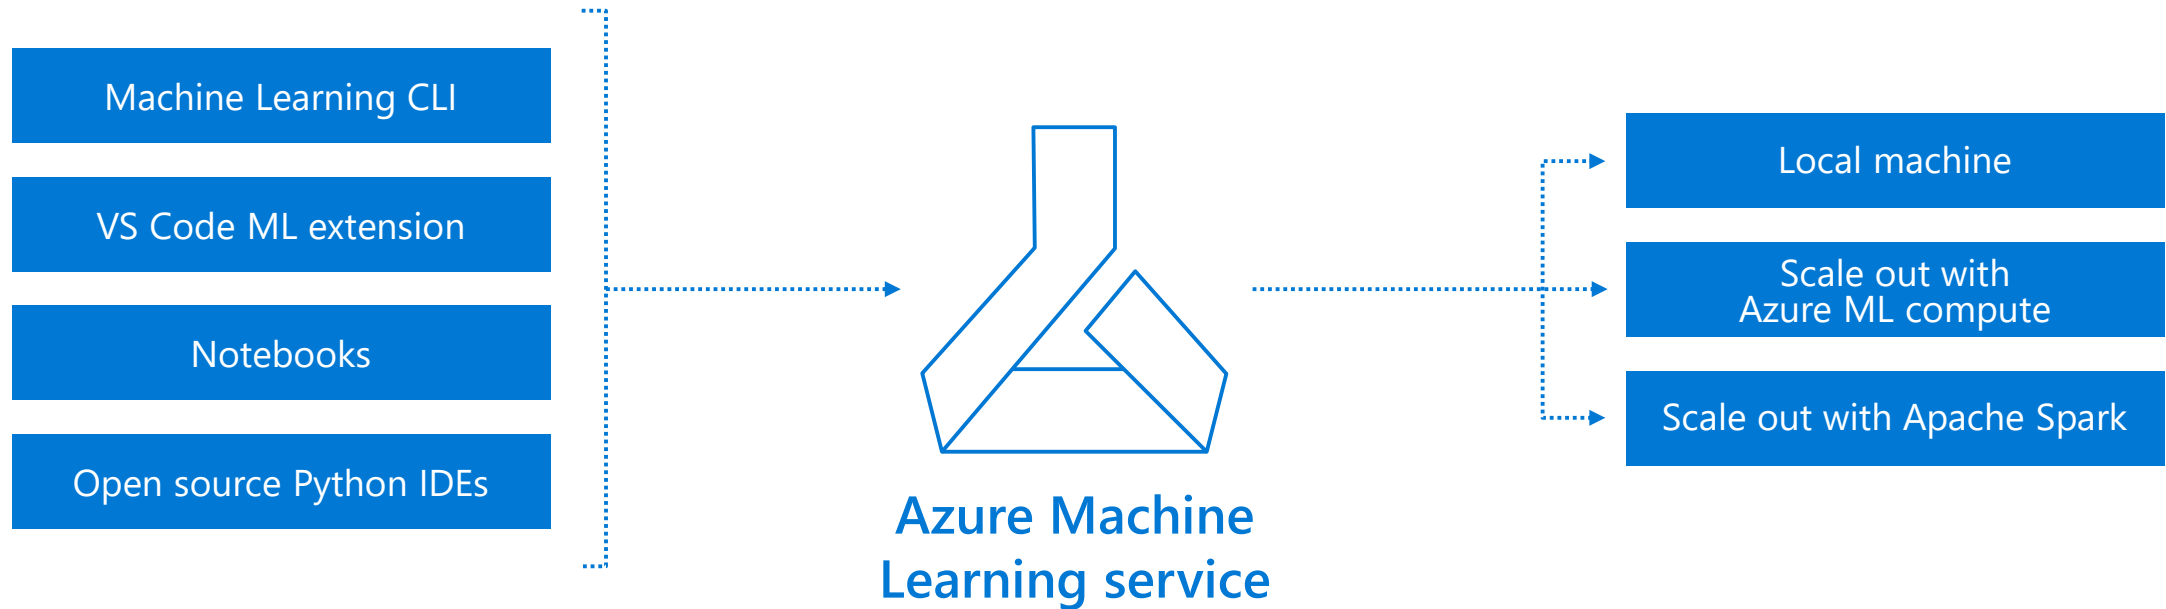 Machine Learning CLI
VS Code ML extension
Notebooks
Open source Python IDEs
Azure Machine
Learning service
Local machine
Scale out with
Azure ML compute
Scale out with Apache Spark